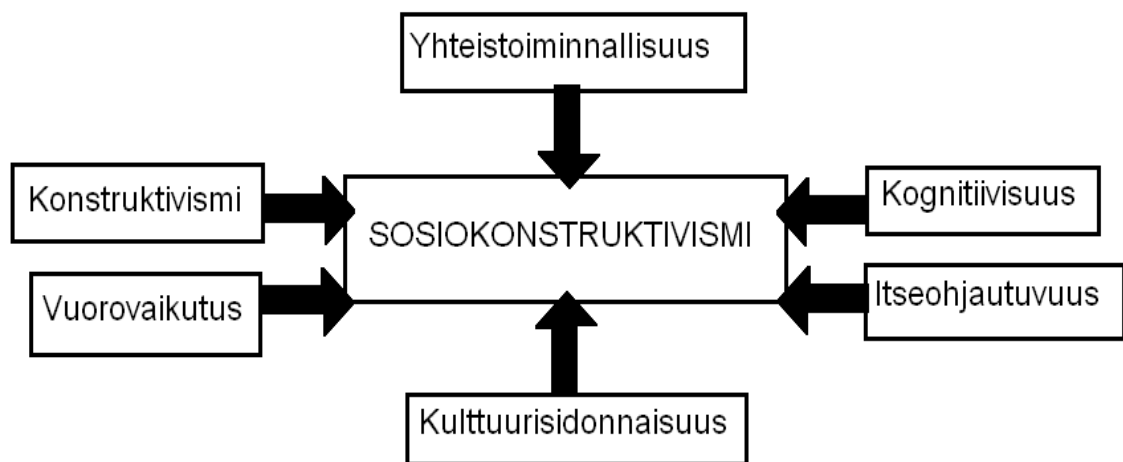 Yhteistoiminnallisuus
Konstruktivismi
Kognitiivisuus
SOSIOKONSTRUKTIVISMI
Vuorovaikutus
Itseohjautuvuus
Kulttuurisidonnaisuus